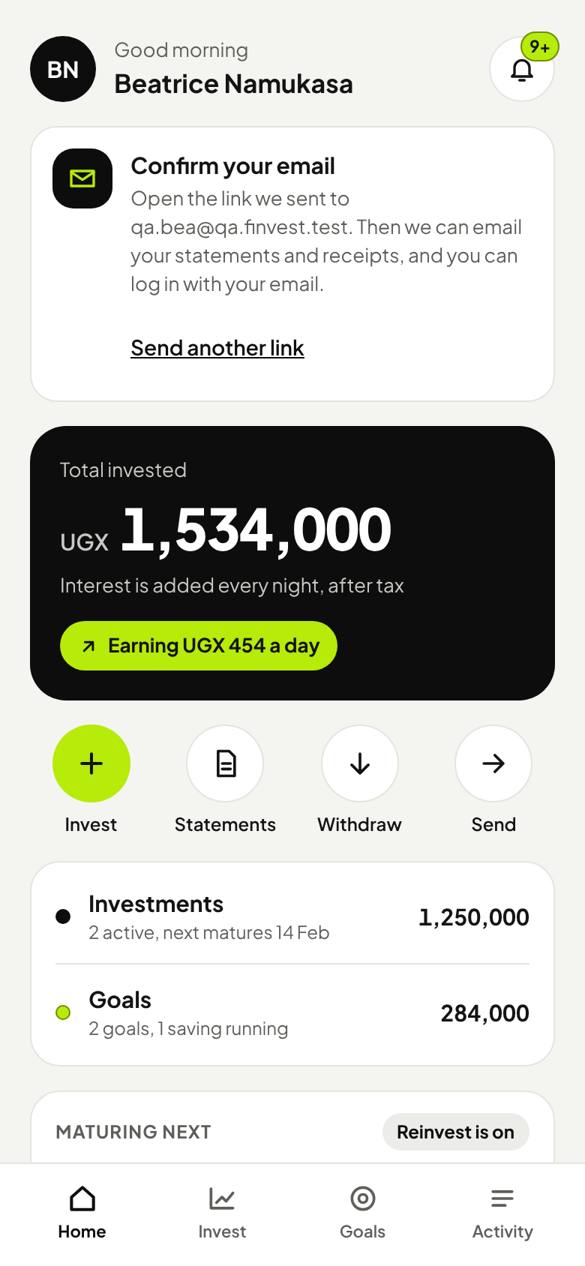 BN
Good morning
Beatrice Namukasa
9+
Confirm your email
Open the link we sent to
qa.bea@qa.finvest.test. Then we can email
your statements and receipts, and you can
log in with your email.
Send another link
Total invested
UGX 1,534,000
Interest is added every night, after tax
Earning UGX 454 a day
Invest
Statements
Withdraw
Send
Investments
2 active, next matures 14 Feb
1,250,000
Goals
2 goals, 1 saving running
284,000
MATURING NEXT
Reinvest is on
Home
Invest
Goals
Activity